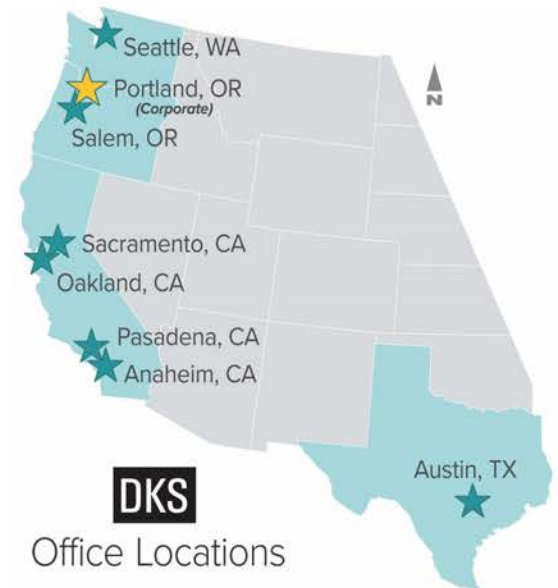 Seattle, WA
Portland, OR
(Corporate)
Salem, OR
N
Sacramento, CA
Oakland, CA
Pasadena, CA
Anaheim, CA
Austin, TX
DKS
Office Locations